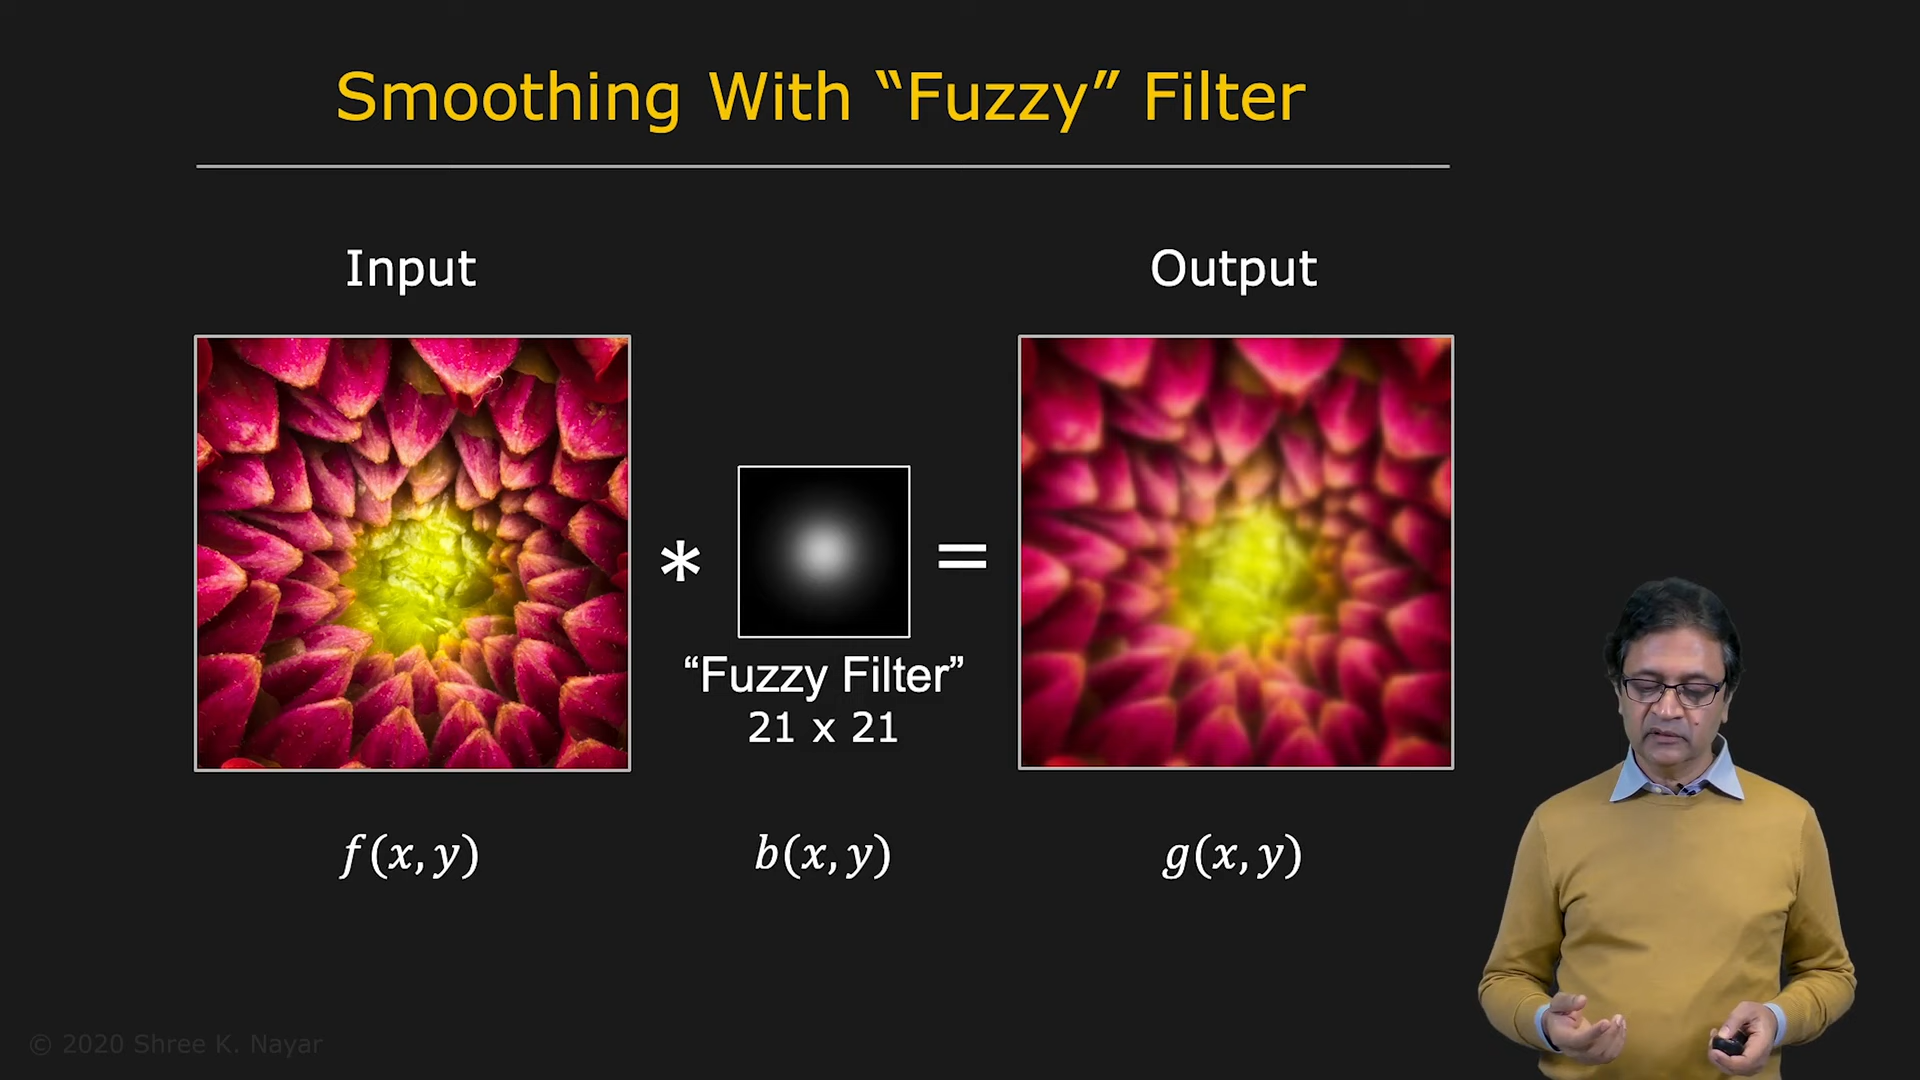 Smoothing With “Fuzzy” Filter
Input
Output
*
=
“Fuzzy Filter”
21 x 21
f(x,y)
b(x,y)
g(x,y)
© 2020 Shree K. Nayar